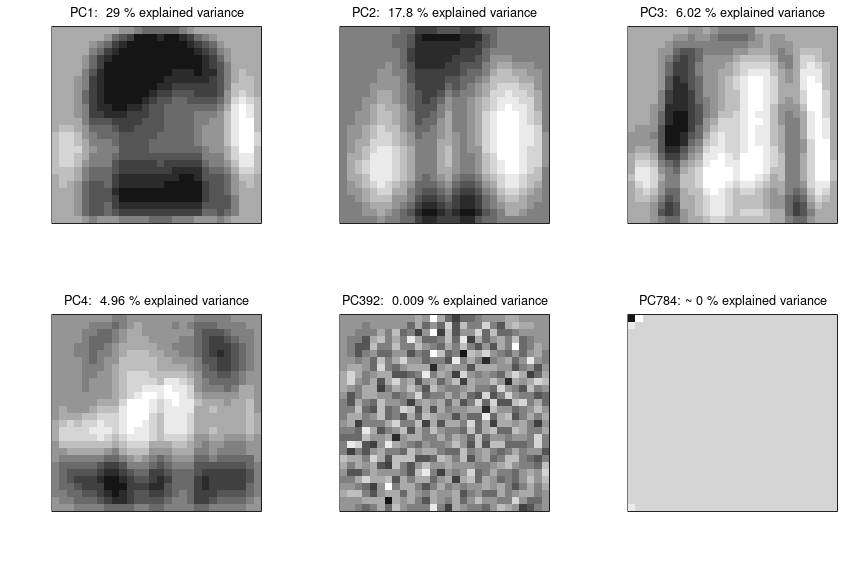 PC1:  29 % explained variance
PC2:  17.8 % explained variance
PC3:  6.02 % explained variance
PC4:  4.96 % explained variance
PC392:  0.009 % explained variance
PC784: ~ 0 % explained variance